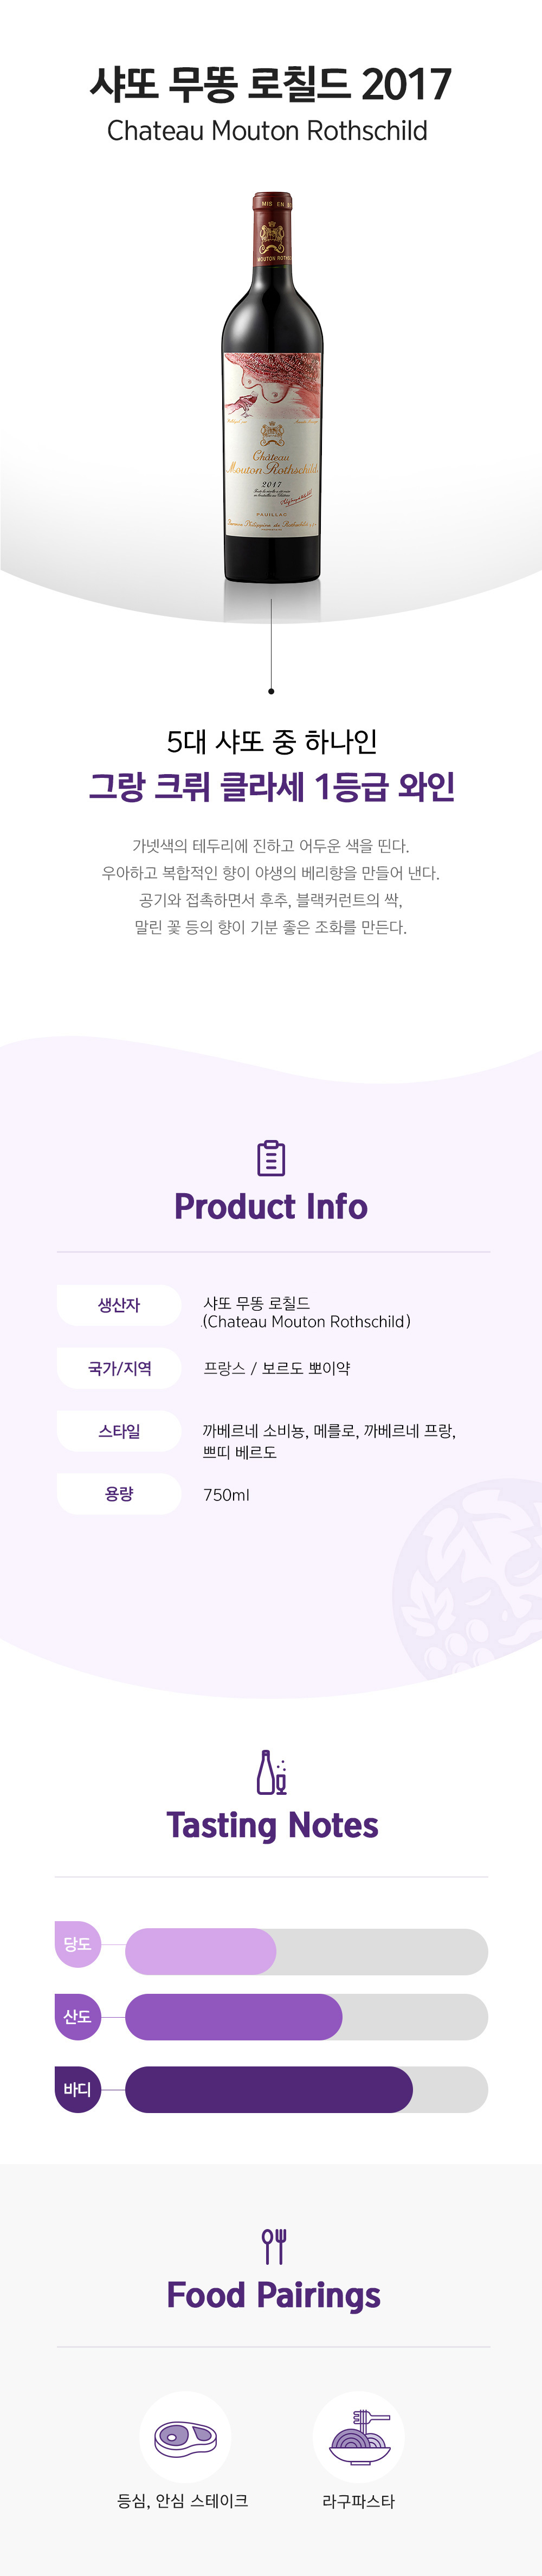 샤또 무똥 로칠드 2017
Chateau Mouton Rothschild
MIS EN
MOUTON ROTHS
Château
Mouton Rothschild
2017
PAUILLAC
5대 샤또 중 하나인
그랑 크뤼 클라세 1등급 와인
가넷색의 테두리에 진하고 어두운 색을 띤다.
우아하고 복합적인 향이 야생의 베리향을 만들어 낸다.
공기와 접촉하면서 후추, 블랙커런트의 싹,
말린 꽃 등의 향이 기분 좋은 조화를 만든다.
Product Info
생산자
샤또 무똥 로칠드
(Chateau Mouton Rothschild)
국가/지역
프랑스 / 보르도 뽀이약
스타일
까베르네 소비뇽, 메를로, 까베르네 프랑,
쁘띠 베르도
용량
750ml
Tasting Notes
당도
산도
바디
Food Pairings
등심, 안심 스테이크
라구파스타